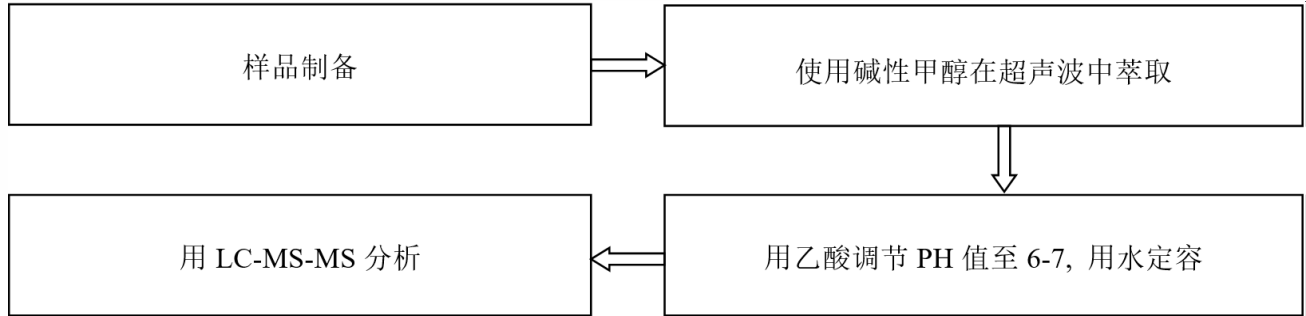 样品制备
使用碱性甲醇在超声波中萃取
用乙酸调节 PH 值至 6-7, 用水定容
用 LC-MS-MS 分析